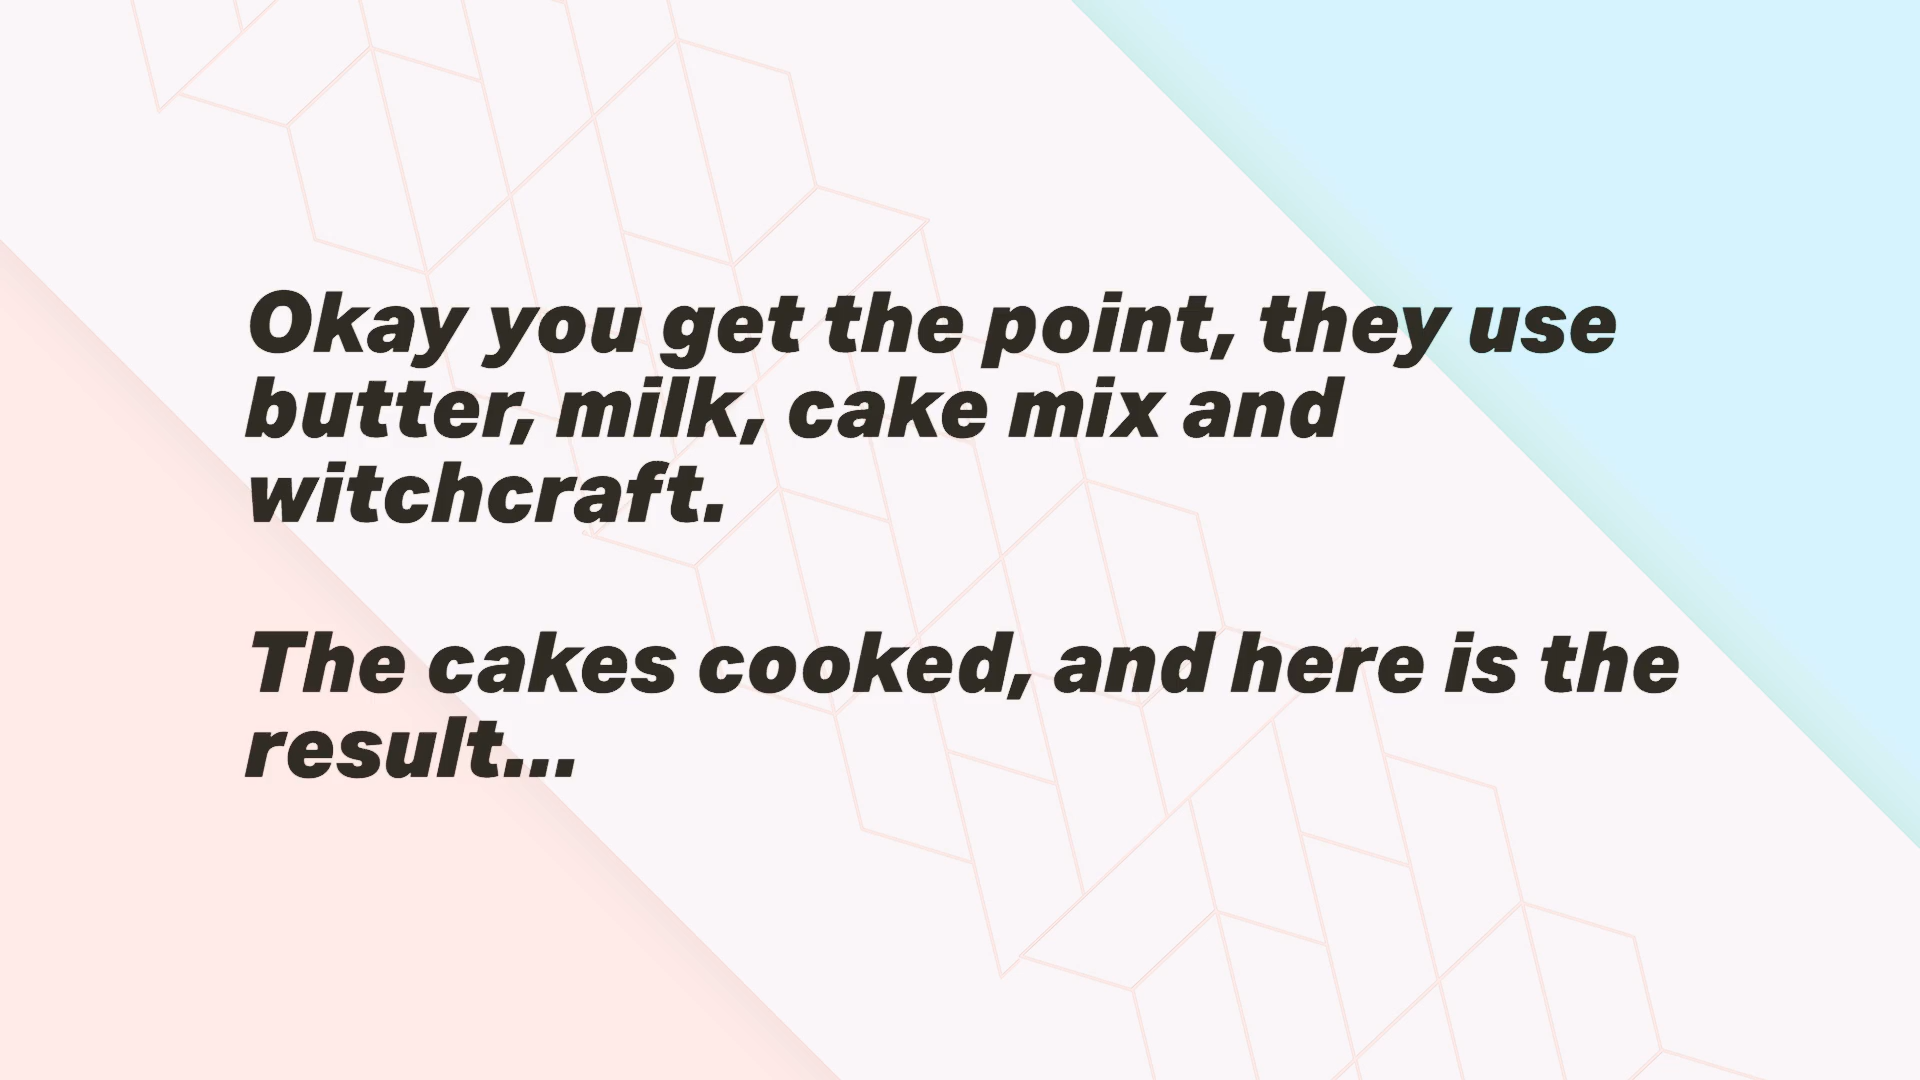 Okay you get the point, they use
butter, milk, cake mix and
witchcraft.
The cakes cooked, and here is the
result...